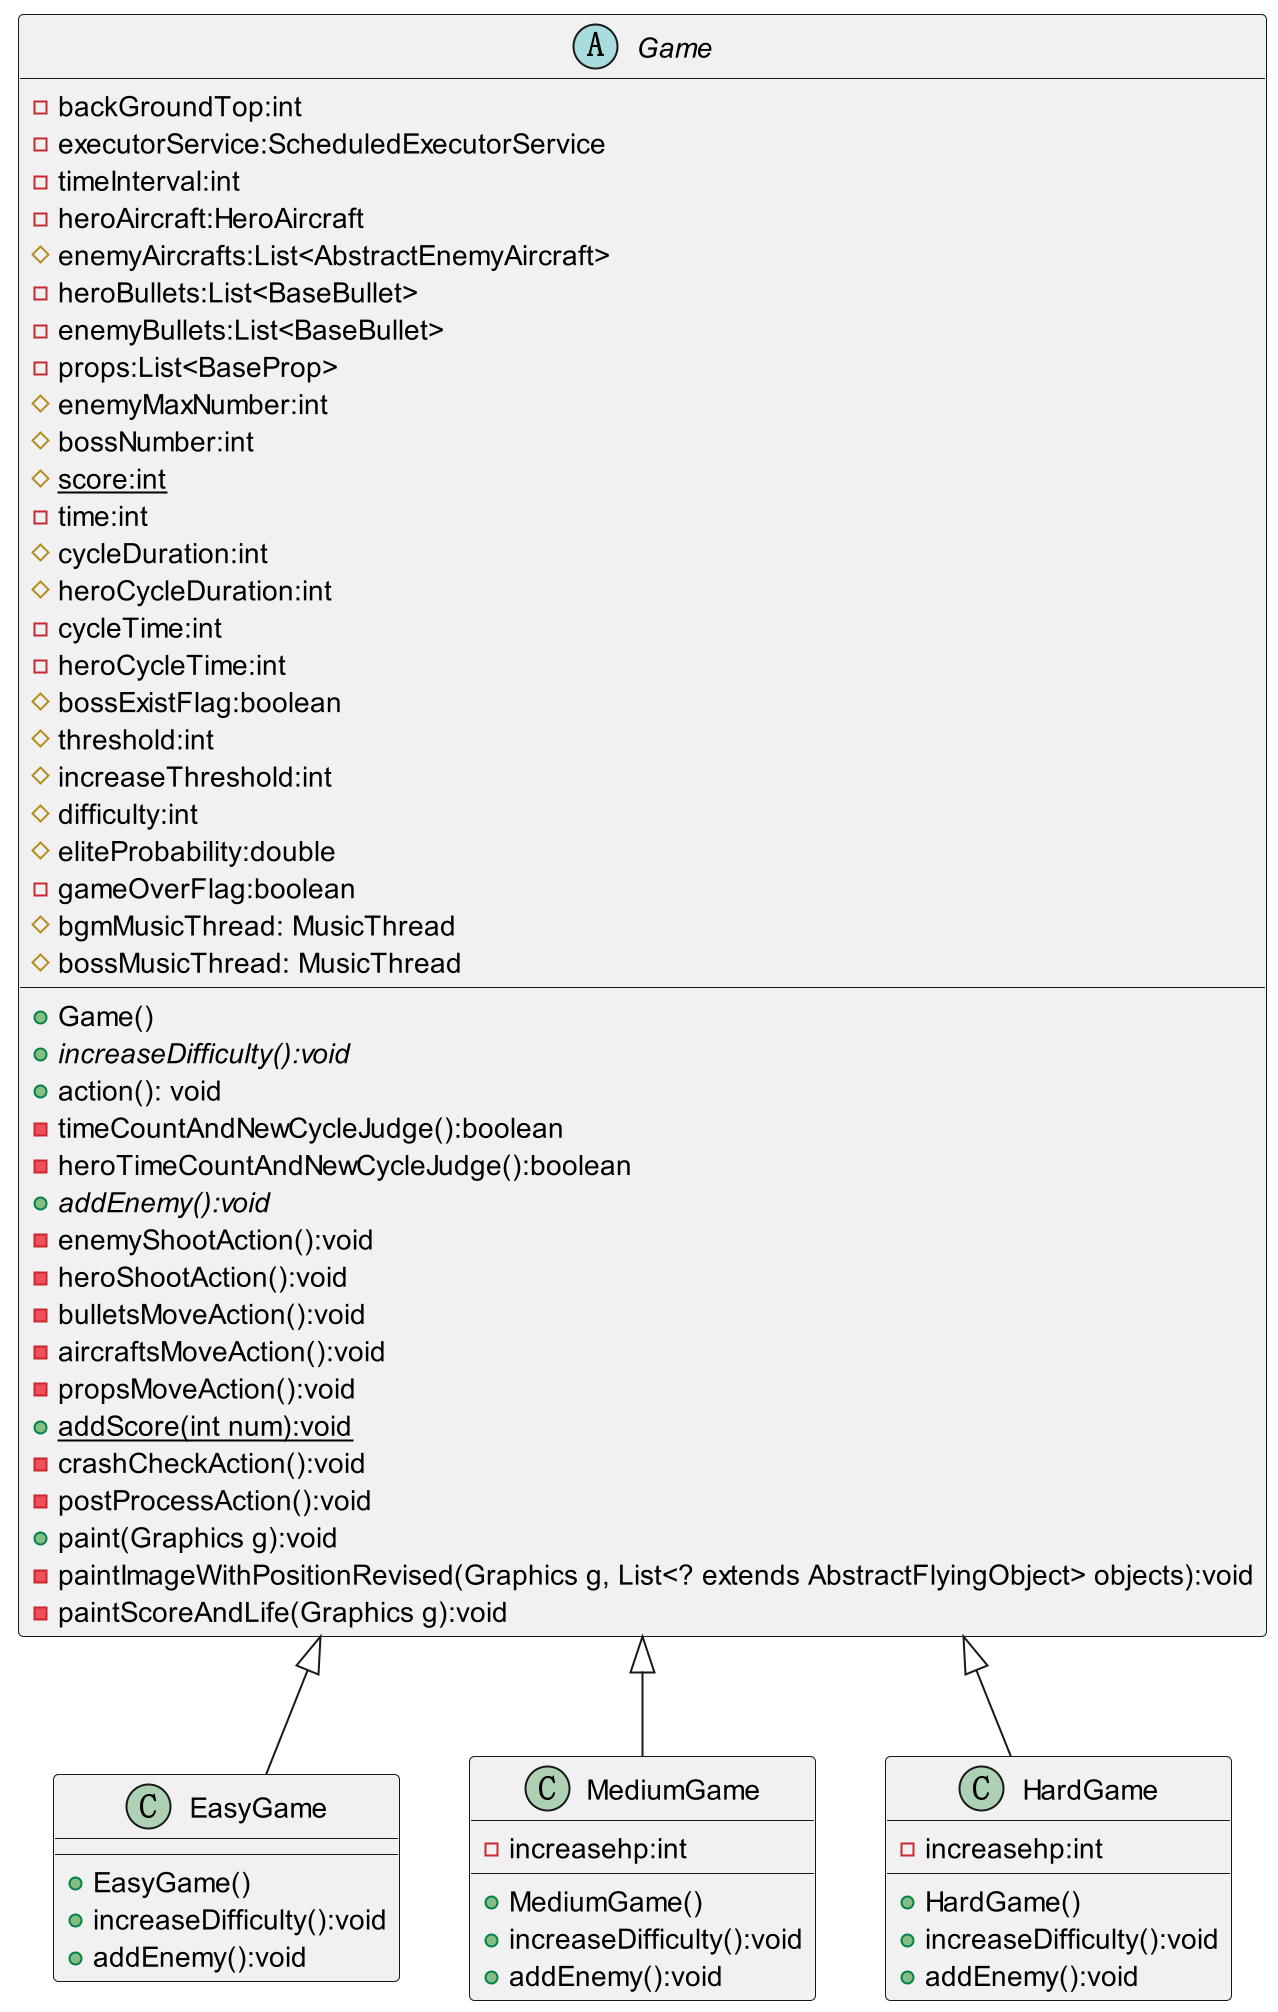 A Game
backGroundTop:int
executorService:ScheduledExecutorService
timeInterval:int
heroAircraft:HeroAircraft
enemyAircrafts:List<AbstractEnemyAircraft>
heroBullets:List<BaseBullet>
enemyBullets:List<BaseBullet>
props:List<BaseProp>
enemyMaxNumber:int
bossNumber:int
score:int
time:int
cycleDuration:int
heroCycleDuration:int
cycleTime:int
heroCycleTime:int
bossExistFlag:boolean
threshold:int
increaseThreshold:int
difficulty:int
eliteProbability:double
gameOverFlag:boolean
bgmMusicThread: MusicThread
bossMusicThread: MusicThread
Game()
increaseDifficulty():void
action(): void
timeCountAndNewCycleJudge():boolean
heroTimeCountAndNewCycleJudge():boolean
addEnemy():void
enemyShootAction():void
heroShootAction():void
bulletsMoveAction():void
aircraftsMoveAction():void
propsMoveAction():void
addScore(int num):void
crashCheckAction():void
postProcessAction():void
paint(Graphics g):void
paintImageWithPositionRevised(Graphics g, List<? extends AbstractFlyingObject> objects):void
paintScoreAndLife(Graphics g):void
C EasyGame
EasyGame()
increaseDifficulty():void
addEnemy():void
C MediumGame
increasehp:int
MediumGame()
increaseDifficulty():void
addEnemy():void
C HardGame
increasehp:int
HardGame()
increaseDifficulty():void
addEnemy():void